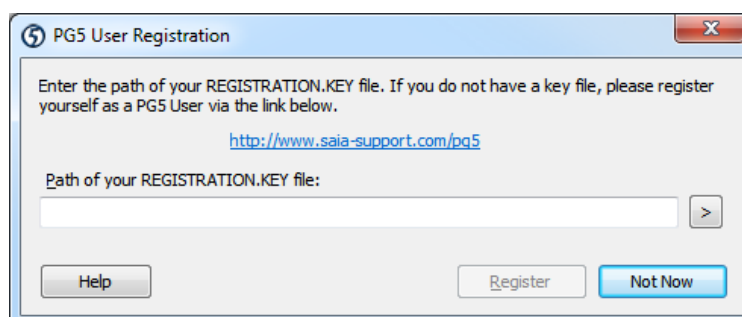 PG5 User Registration
Enter the path of your REGISTRATION.KEY file. If you do not have a key file, please register
yourself as a PG5 User via the link below.
http://www.saia-support.com/pg5
Path of your REGISTRATION.KEY file:
>
Help
Register
Not Now